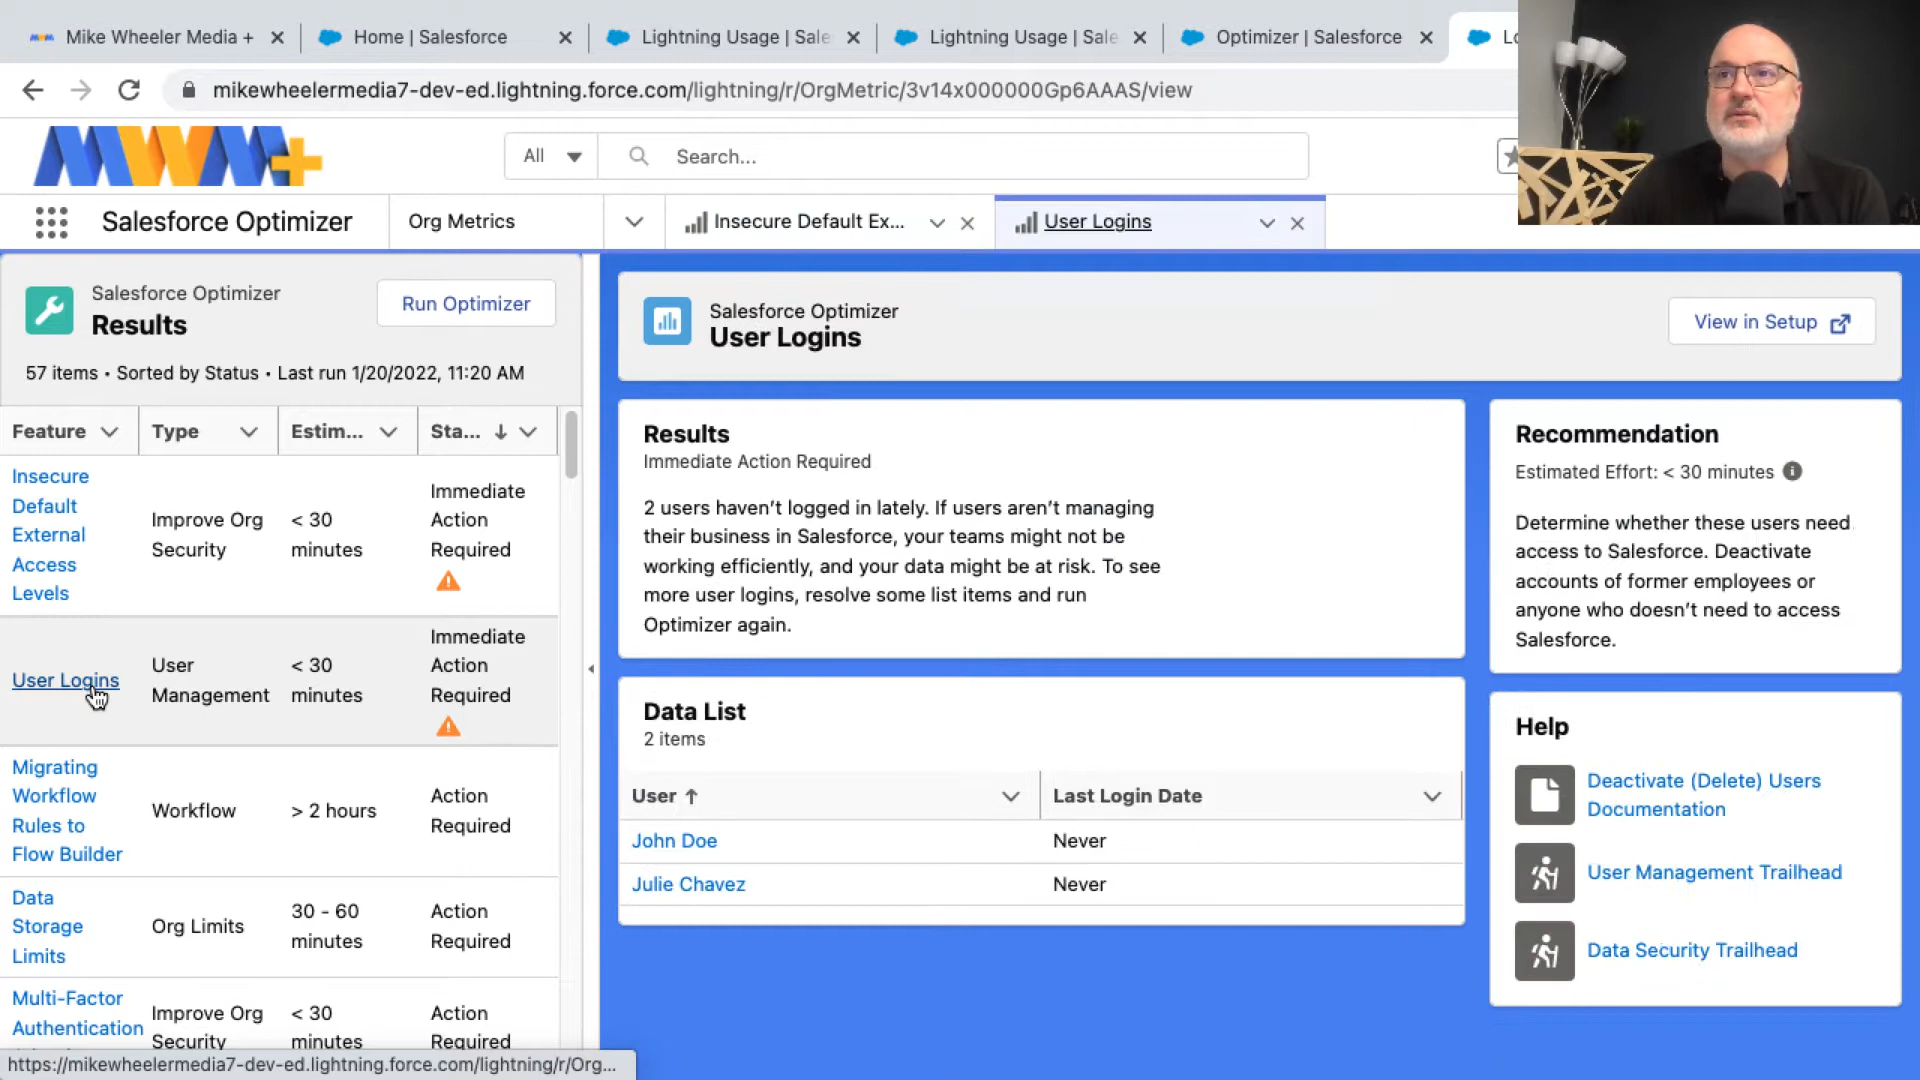 Mike Wheeler Media +
Home | Salesforce
Lightning Usage | Sale
Lightning Usage | Sale
Optimizer | Salesforce
Lo
mikewheelermedia7-dev-ed.lightning.force.com/lightning/r/OrgMetric/3v14x000000Gp6AAAS/view
MWM+
All
Search...
Salesforce Optimizer
Org Metrics
Insecure Default Ex...
User Logins
Salesforce Optimizer
Results
Run Optimizer
57 items • Sorted by Status • Last run 1/20/2022, 11:20 AM
Feature
Type
Estim...
Sta...
Insecure
Default
External
Access
Levels
Improve Org
Security
< 30
minutes
Immediate
Action
Required
User Logins
User
Management
< 30
minutes
Immediate
Action
Required
Migrating
Workflow
Rules to
Flow Builder
Workflow
> 2 hours
Action
Required
Data
Storage
Limits
Org Limits
30 - 60
minutes
Action
Required
Multi-Factor
Authentication
Improve Org
Security
< 30
minutes
Action
Required
Salesforce Optimizer
User Logins
View in Setup
Results
Immediate Action Required
2 users haven't logged in lately. If users aren't managing
their business in Salesforce, your teams might not be
working efficiently, and your data might be at risk. To see
more user logins, resolve some list items and run
Optimizer again.
Data List
2 items
User
Last Login Date
John Doe
Never
Julie Chavez
Never
Recommendation
Estimated Effort: < 30 minutes
Determine whether these users need
access to Salesforce. Deactivate
accounts of former employees or
anyone who doesn't need to access
Salesforce.
Help
Deactivate (Delete) Users
Documentation
User Management Trailhead
Data Security Trailhead
https://mikewheelermedia7-dev-ed.lightning.force.com/lightning/r/Org...